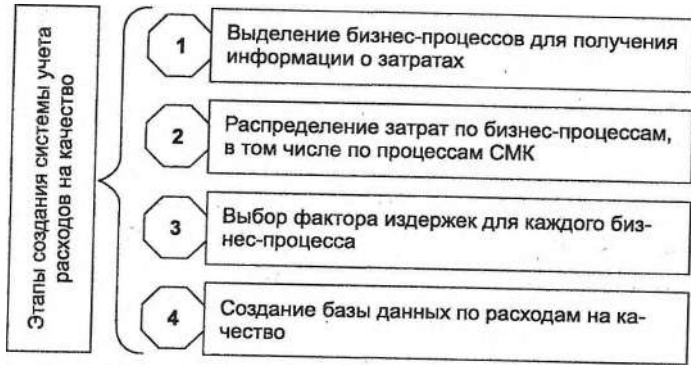 Этапы создания системы учета
расходов на качество
1
Выделение бизнес-процессов для получения
информации о затратах
2
Распределение затрат по бизнес-процессам,
в том числе по процессам СМК
3
Выбор фактора издержек для каждого биз-
нес-процесса
4
Создание базы данных по расходам на ка-
чество